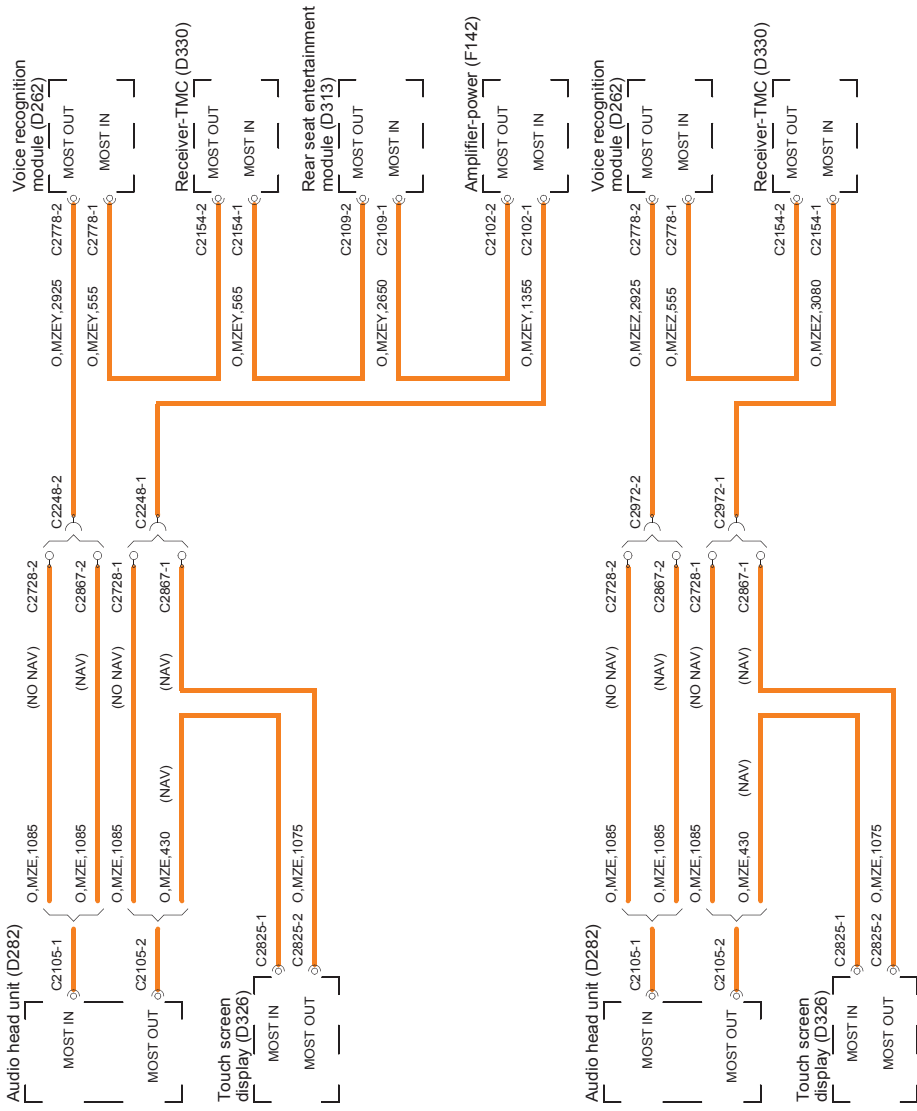 Audio head unit (D282)
MOST IN
MOST OUT
C2105-1
C2105-2
Touch screen
display (D326)
MOST IN
MOST OUT
C2825-1
C2825-2
O,MZE,1085
O,MZE,1085
O,MZE,1085
O,MZE,430
O,MZE,1075
(NO NAV)
(NAV)
(NO NAV)
(NAV)
(NAV)
C2728-2
C2867-2
C2728-1
C2867-1
C2248-2
C2248-1
O,MZEY,2925
O,MZEY,555
O,MZEY,565
O,MZEY,2650
O,MZEY,1355
C2778-2
C2778-1
C2154-2
C2154-1
C2109-2
C2109-1
C2102-2
C2102-1
Voice recognition
module (D262)
MOST OUT
MOST IN
Receiver-TMC (D330)
MOST OUT
MOST IN
Rear seat entertainment
module (D313)
MOST OUT
MOST IN
Amplifier-power (F142)
MOST OUT
MOST IN
Audio head unit (D282)
MOST IN
MOST OUT
C2105-1
C2105-2
Touch screen
display (D326)
MOST IN
MOST OUT
C2825-1
C2825-2
O,MZE,1085
O,MZE,1085
O,MZE,1085
O,MZE,430
O,MZE,1075
(NO NAV)
(NAV)
(NO NAV)
(NAV)
(NAV)
C2728-2
C2867-2
C2728-1
C2867-1
C2972-2
C2972-1
O,MZEZ,2925
O,MZEZ,555
O,MZEZ,3080
C2778-2
C2778-1
C2154-2
C2154-1
Voice recognition
module (D262)
MOST OUT
MOST IN
Receiver-TMC (D330)
MOST OUT
MOST IN